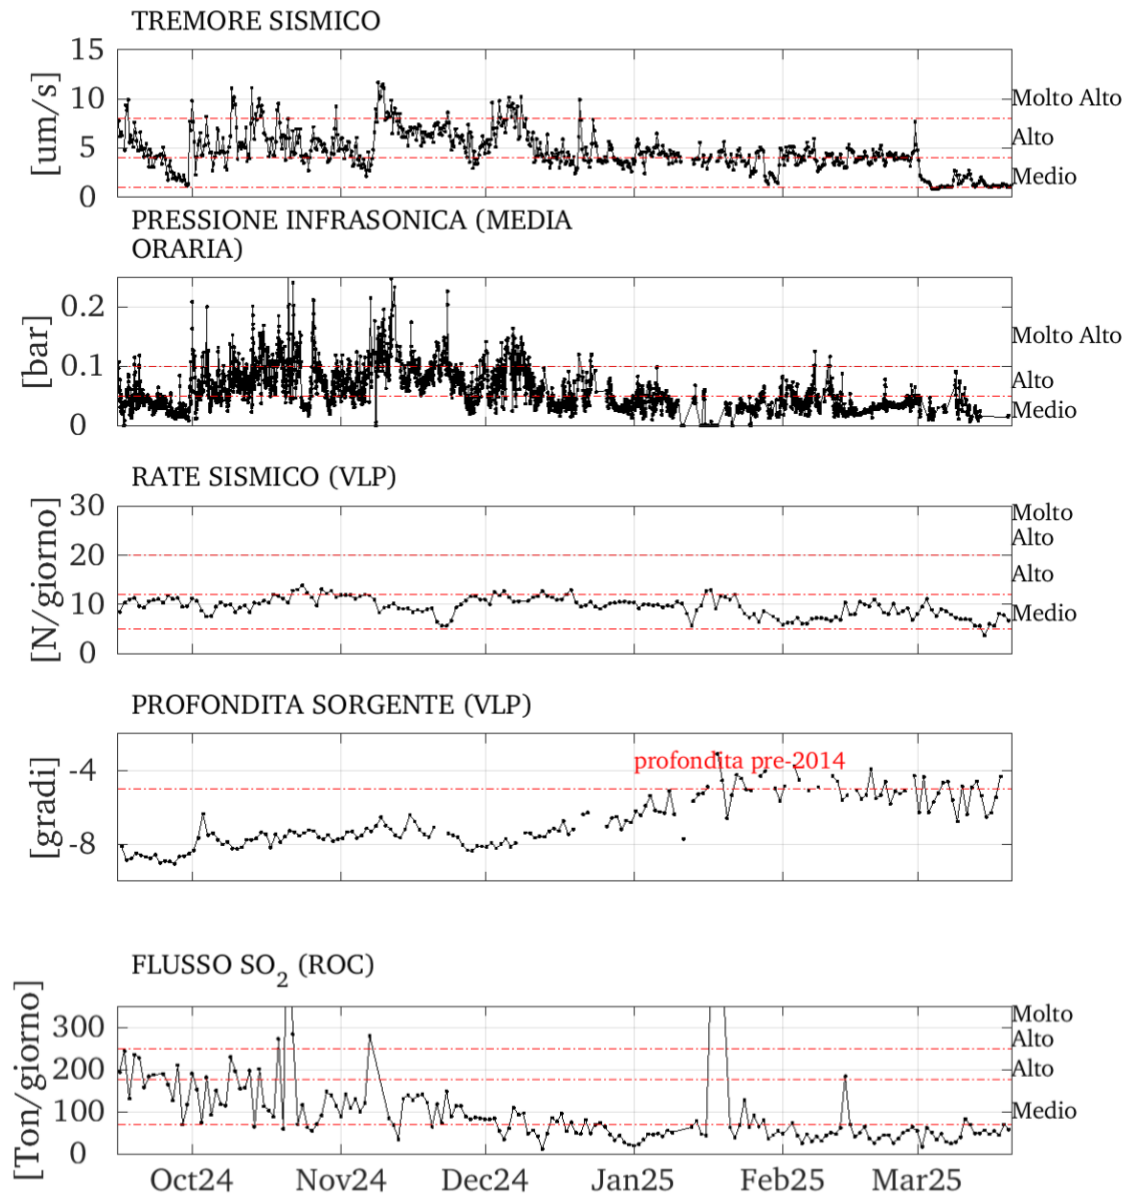 TREMORE SISMICO
15
10
5
0
[um/s]
Molto Alto
Alto
Medio
PRESSIONE INFRASONICA (MEDIA
ORARIA)
0.2
0.1
0
[bar]
Molto Alto
Alto
Medio
RATE SISMICO (VLP)
30
20
10
0
[N/giorno]
Molto
Alto
Alto
Medio
PROFONDITA SORGENTE (VLP)
-4
-8
[gradi]
profondita pre-2014
FLUSSO SO2 (ROC)
300
200
100
0
[Ton/giorno]
Molto
Alto
Alto
Medio
Oct24 Nov24 Dec24 Jan25 Feb25 Mar25